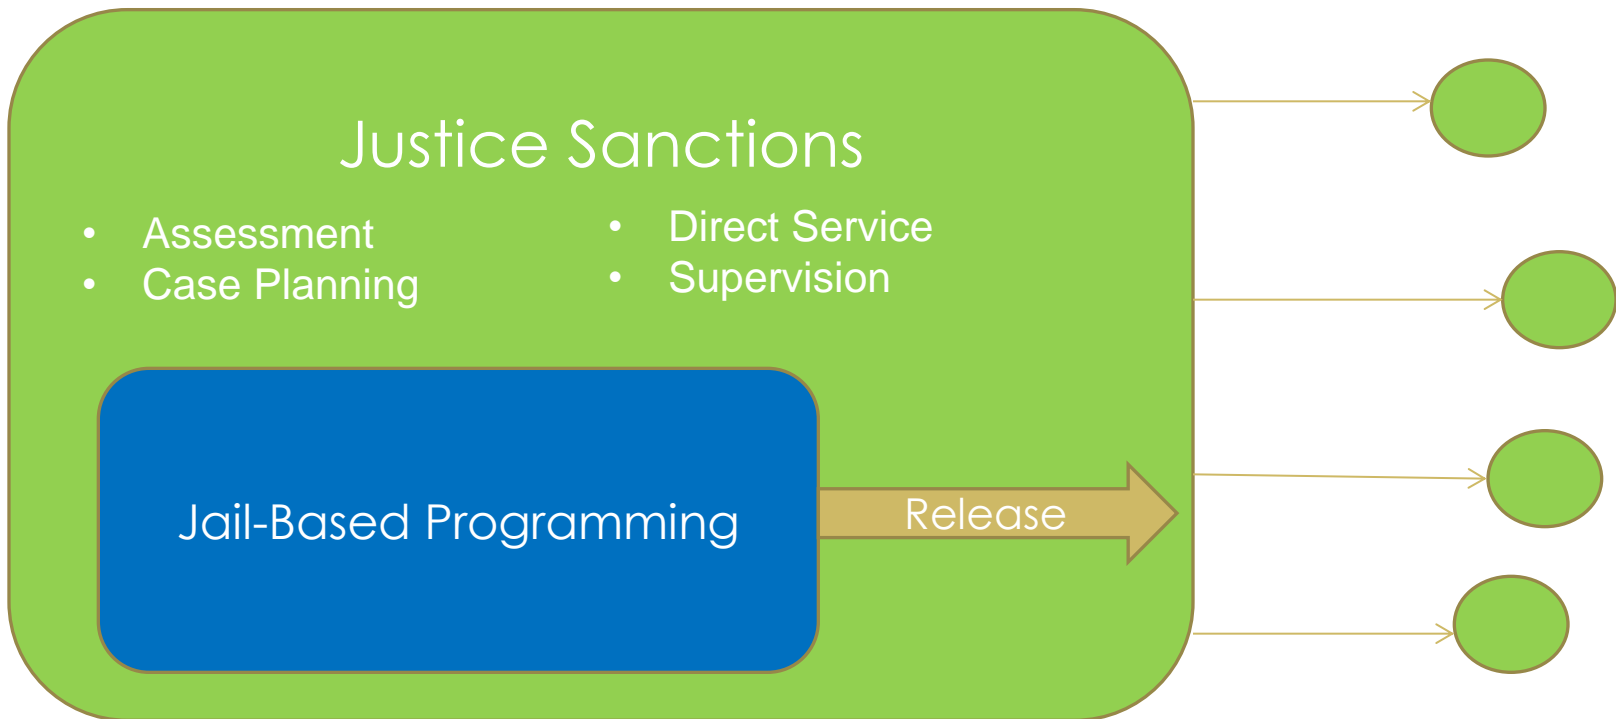 Justice Sanctions
• Assessment
• Case Planning
• Direct Service
• Supervision
Jail-Based Programming
Release